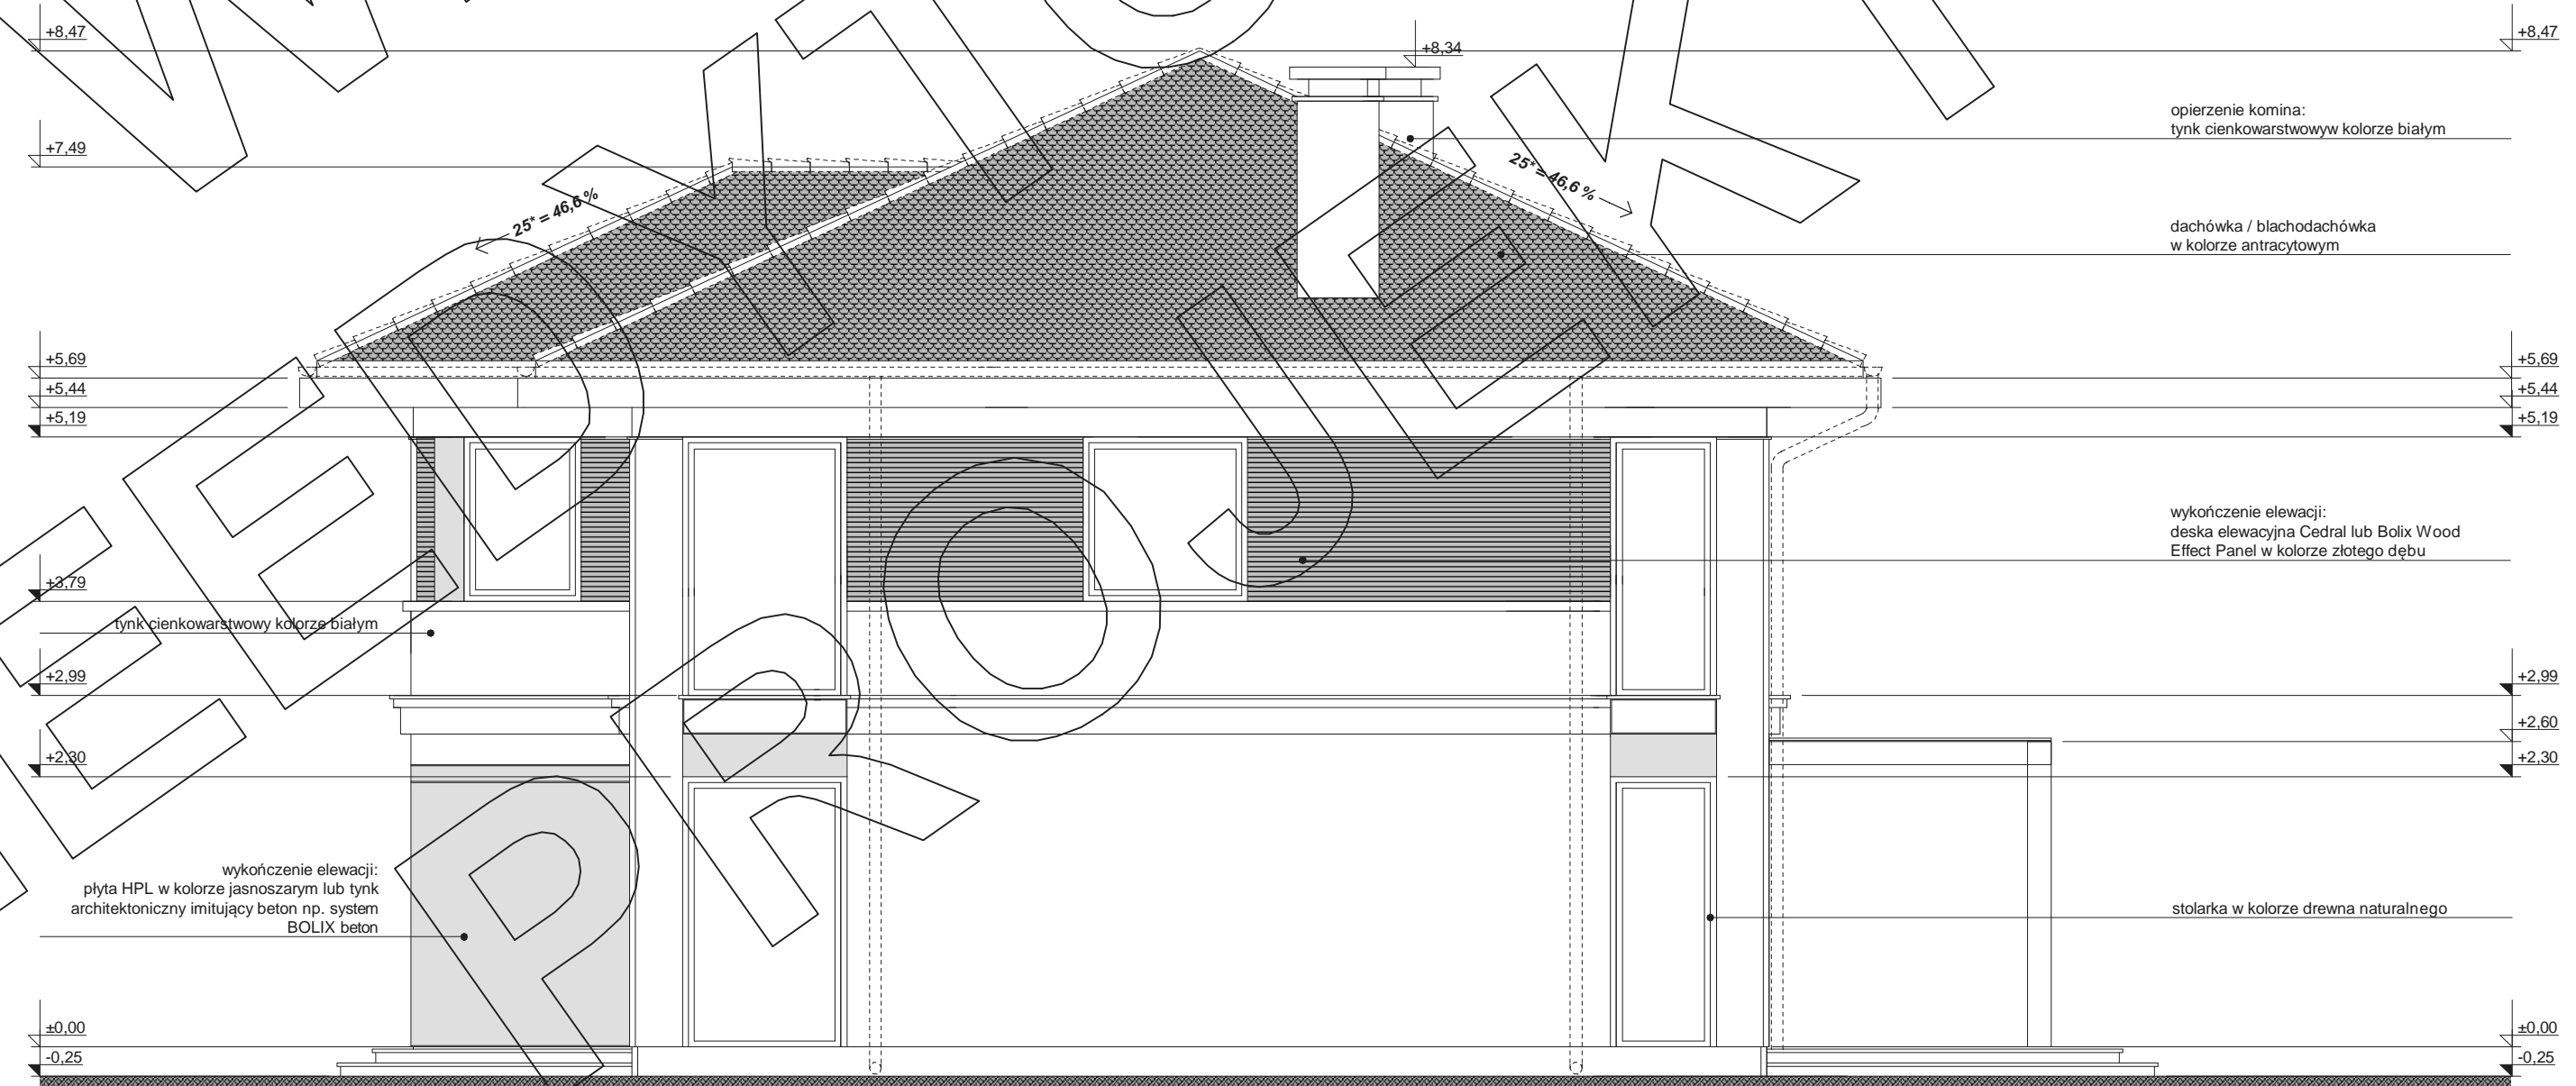 +8,47
+8,34
+8,47
opierzenie komina:
tynk cienkowarstwowyw kolorze białym
+7,49
25* = 46,6 %
25* = 46,6 %
dachówka / blachodachówka
w kolorze antracytowym
+5,69
+5,44
+5,19
+5,69
+5,44
+5,19
wykończenie elewacji:
deska elewacyjna Cedral lub Bolix Wood
Effect Panel w kolorze złotego dębu
+3,79
tynk cienkowarstwowy kolorze białym
+2,99
+2,99
+2,60
+2,30
+2,30
wykończenie elewacji:
płyta HPL w kolorze jasnoszarym lub tynk
architektoniczny imitujący beton np. system
BOLIX beton
stolarka w kolorze drewna naturalnego
±0,00
-0,25
±0,00
-0,25
PROJEKT